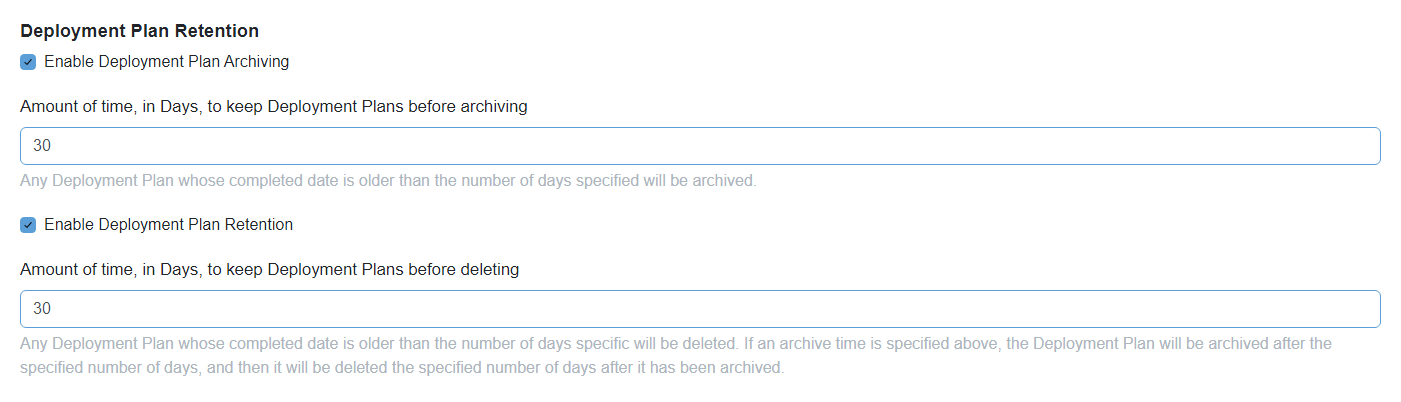 Deployment Plan Retention
Enable Deployment Plan Archiving
Amount of time, in Days, to keep Deployment Plans before archiving
30
Any Deployment Plan whose completed date is older than the number of days specified will be archived.
Enable Deployment Plan Retention
Amount of time, in Days, to keep Deployment Plans before deleting
30
Any Deployment Plan whose completed date is older than the number of days specific will be deleted. If an archive time is specified above, the Deployment Plan will be archived after the
specified number of days, and then it will be deleted the specified number of days after it has been archived.